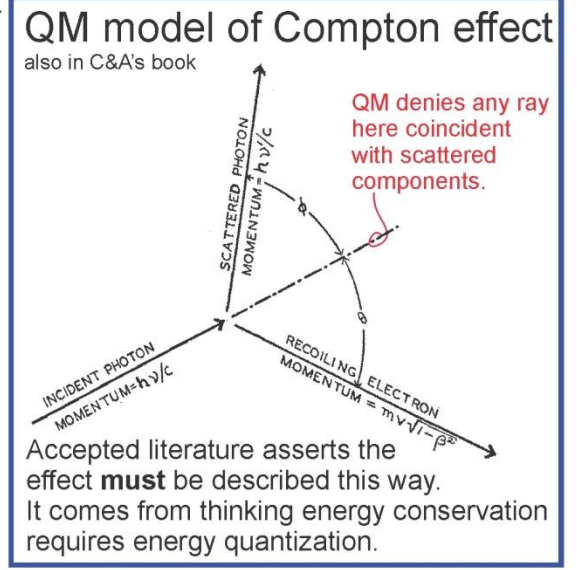 QM model of Compton effect
also in C&A's book
QM denies any ray
here coincident
with scattered
components.
SCATTERED PHOTON
MOMENTUM=hν'/c
ϕ
θ
INCIDENT PHOTON
MOMENTUM=hν/c
RECOILING ELECTRON
MOMENTUM = mv√1-β²
Accepted literature asserts the
effect must be described this way.
It comes from thinking energy conservation
requires energy quantization.